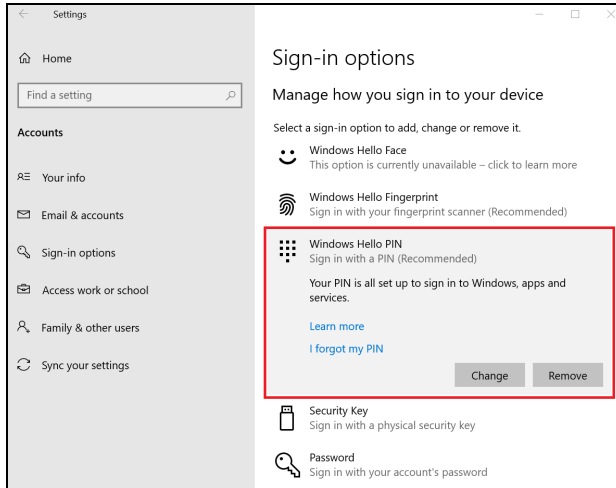 Settings
Home
Find a setting
Accounts
Your info
Email & accounts
Sign-in options
Access work or school
Family & other users
Sync your settings
Sign-in options
Manage how you sign in to your device
Select a sign-in option to add, change or remove it.
Windows Hello Face
This option is currently unavailable – click to learn more
Windows Hello Fingerprint
Sign in with your fingerprint scanner (Recommended)
Windows Hello PIN
Sign in with a PIN (Recommended)
Your PIN is all set up to sign in to Windows, apps and
services.
Learn more
I forgot my PIN
Change Remove
Security Key
Sign in with a physical security key
Password
Sign in with your account's password